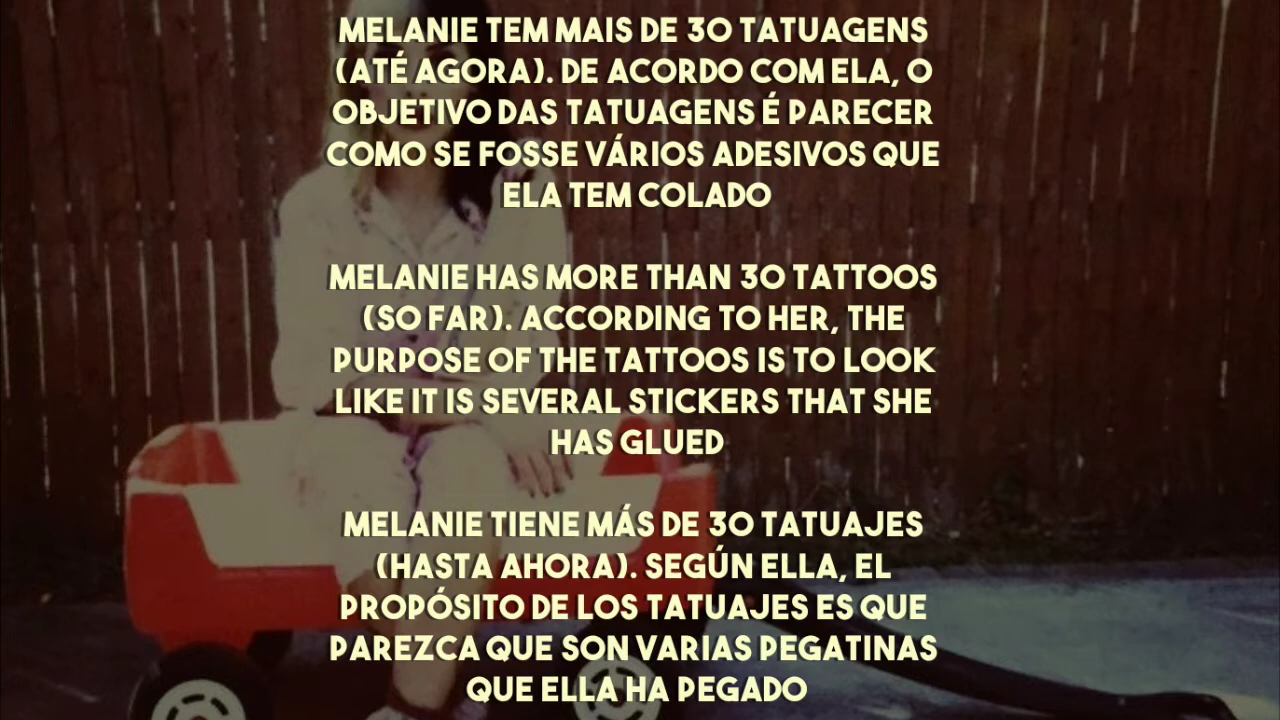 MELANIE TEM MAIS DE 30 TATUAGENS
(ATÉ AGORA). DE ACORDO COM ELA, O
OBJETIVO DAS TATUAGENS É PARECER
COMO SE FOSSE VÁRIOS ADESIVOS QUE
ELA TEM COLADO
MELANIE HAS MORE THAN 30 TATTOOS
(SO FAR). ACCORDING TO HER, THE
PURPOSE OF THE TATTOOS IS TO LOOK
LIKE IT IS SEVERAL STICKERS THAT SHE
HAS GLUED
MELANIE TIENE MÁS DE 30 TATUAJES
(HASTA AHORA). SEGÚN ELLA, EL
PROPÓSITO DE LOS TATUAJES ES QUE
PAREZCA QUE SON VARIAS PEGATINAS
QUE ELLA HA PEGADO